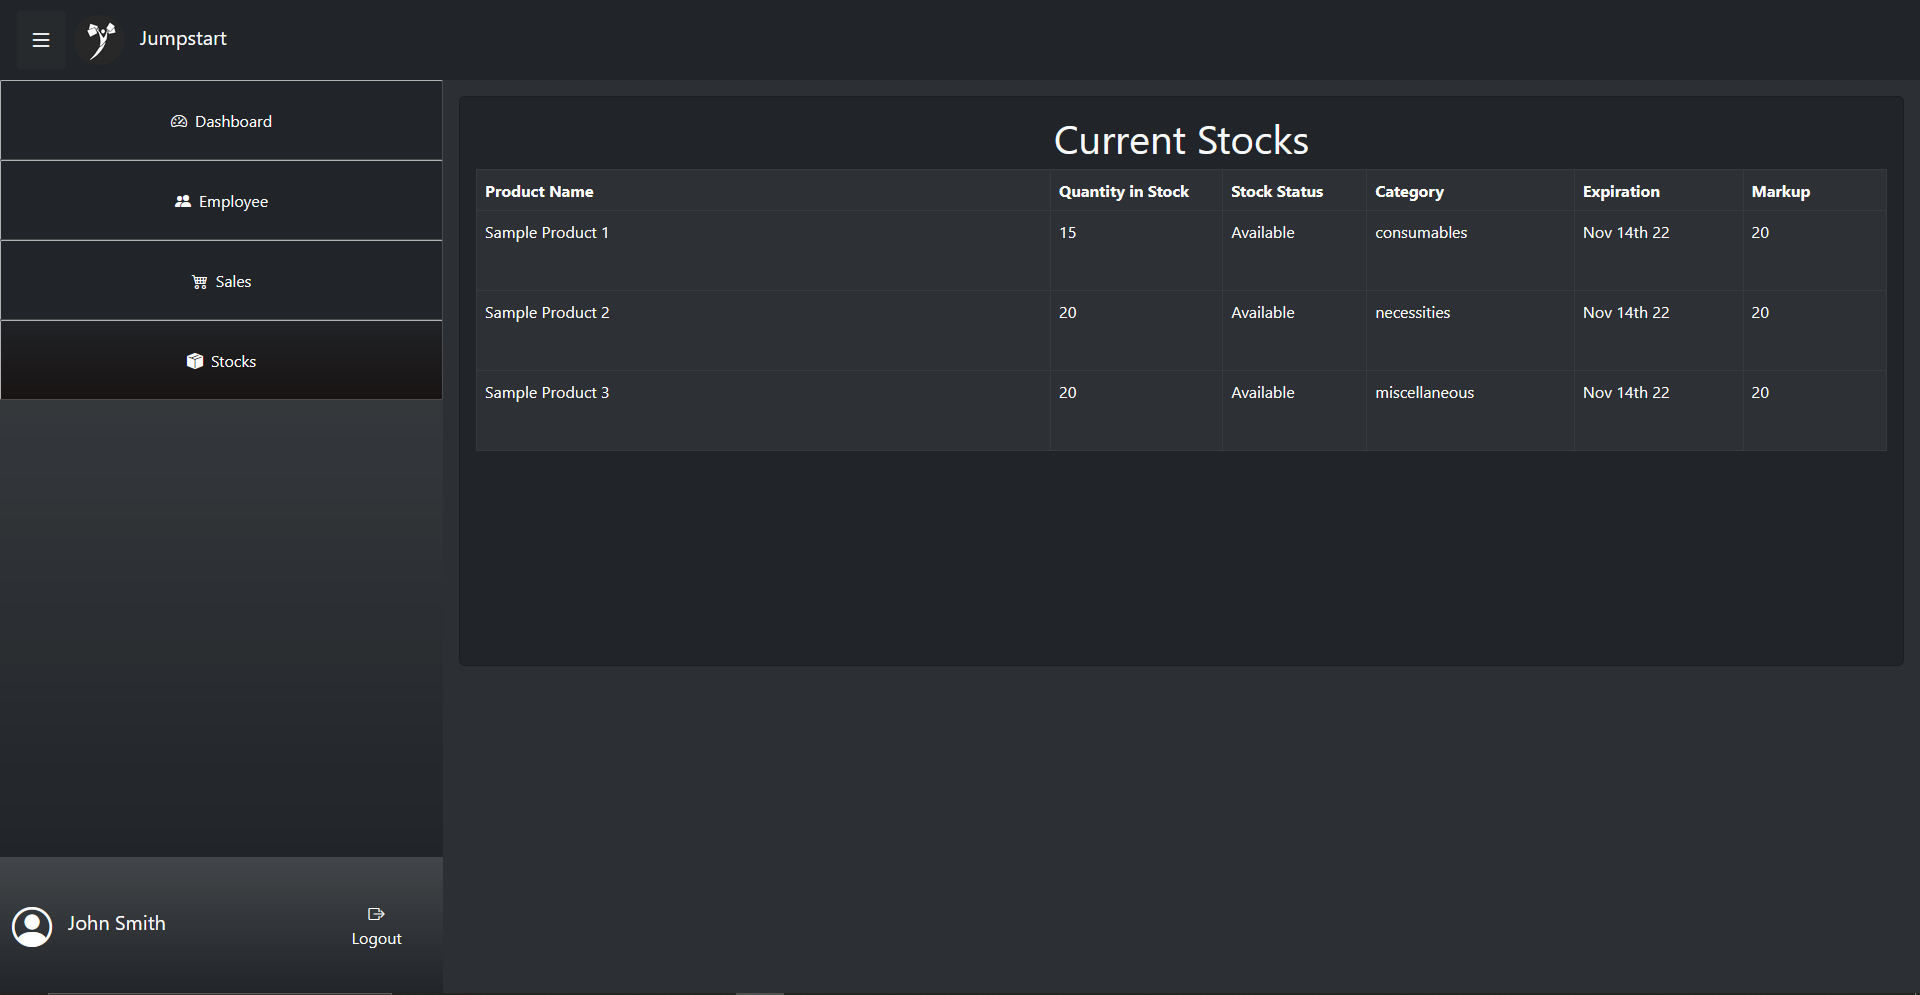 Jumpstart
Dashboard
Employee
Sales
Stocks
Current Stocks
Product Name Quantity in Stock Stock Status Category Expiration Markup
Sample Product 1 15 Available consumables Nov 14th 22 20
Sample Product 2 20 Available necessities Nov 14th 22 20
Sample Product 3 20 Available miscellaneous Nov 14th 22 20
John Smith
Logout